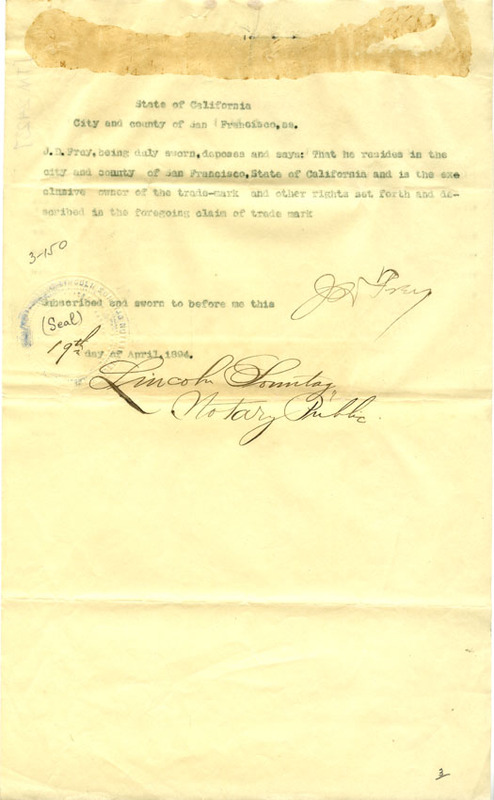 State of California
City and county of San Francisco,ss.
J.D.Fray,being duly sworn,deposes and says: That he resides in the
city and county of San Francisco,State of California and is the exe
clusive owner of the trade-mark and other rights set forth and de-
scribed in the foregoing claim of trade mark
3-150
J D Fray
Subscribed and sworn to before me this
(Seal)
19th day of April,1894.
Lincoln Sonntag,
Notary Public.
3